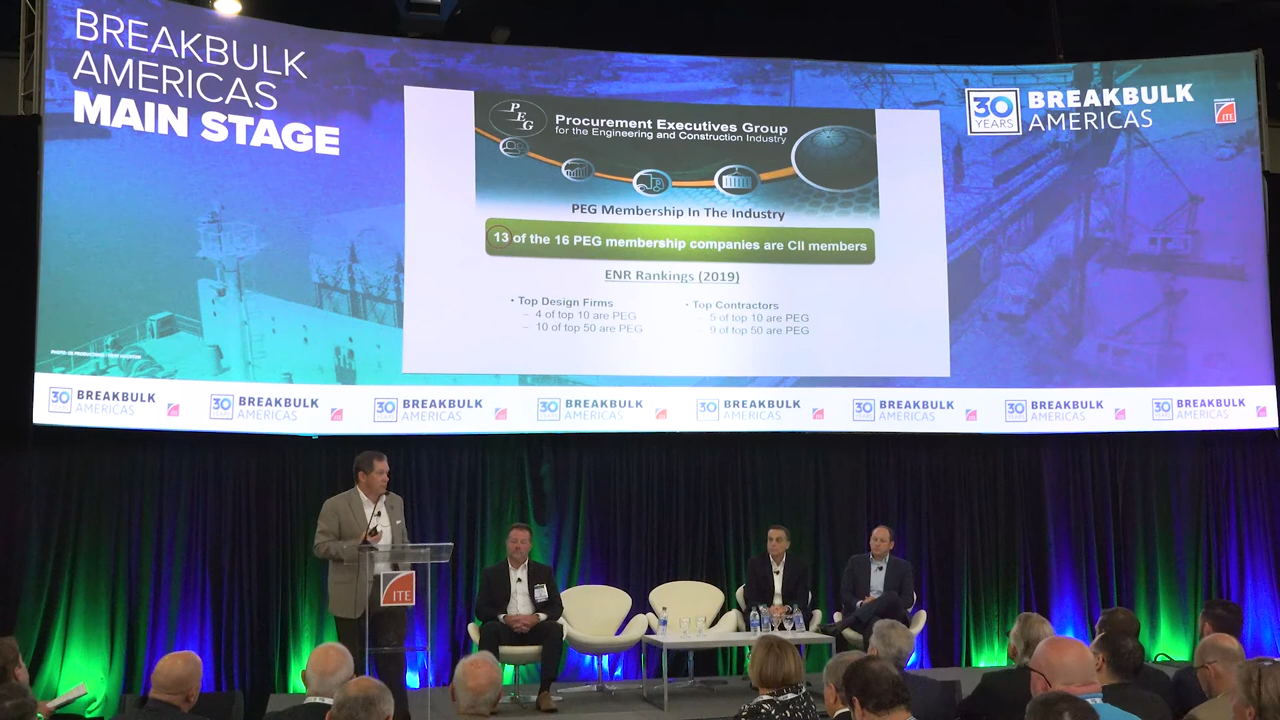 BREAKBULK
AMERICAS
MAIN STAGE
P
E
G
Procurement Executives Group
for the Engineering and Construction Industry
30
YEARS
BREAKBULK
AMERICAS
ITE
PEG Membership In The Industry
13 of the 16 PEG membership companies are CII members
ENR Rankings (2019)
• Top Design Firms
– 4 of top 10 are PEG
– 10 of top 50 are PEG
• Top Contractors
– 5 of top 10 are PEG
– 9 of top 50 are PEG
30 BREAKBULK AMERICAS
30 BREAKBULK AMERICAS
30 BREAKBULK AMERICAS
30 BREAKBULK AMERICAS
30 BREAKBULK AMERICAS
30 BREAKBULK AMERICAS
30 BREAKBULK AMERICAS
30 BREAKBULK AMERICAS
ITE